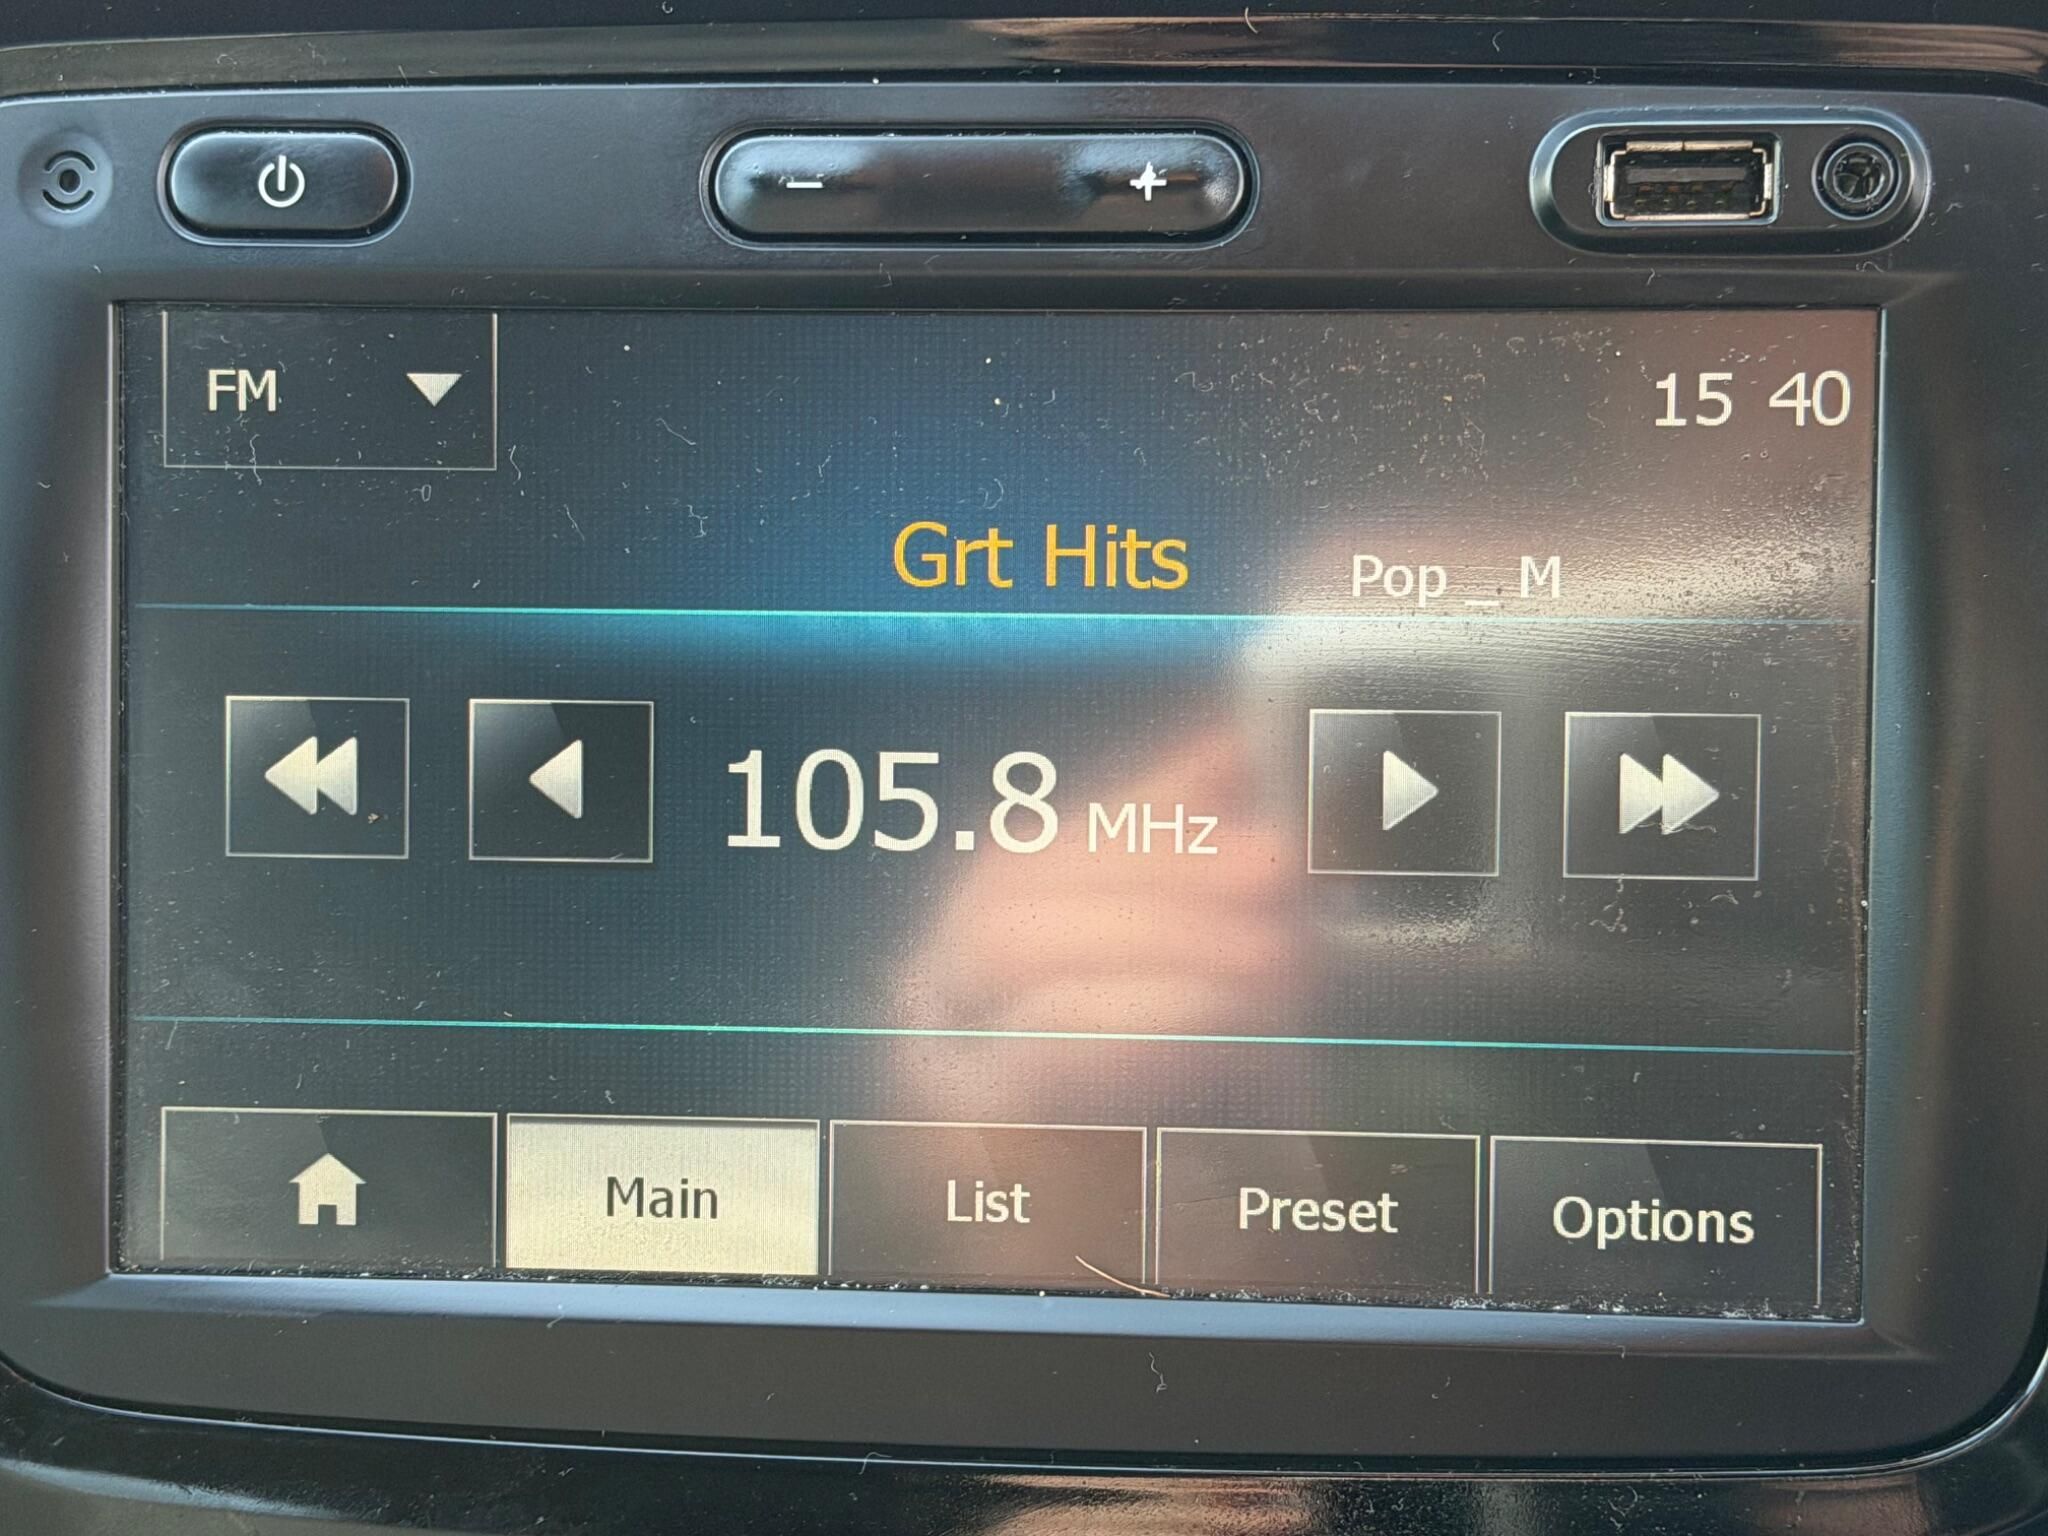 FM
15 40
Grt Hits
Pop _ M
105.8 MHz
Main List Preset Options